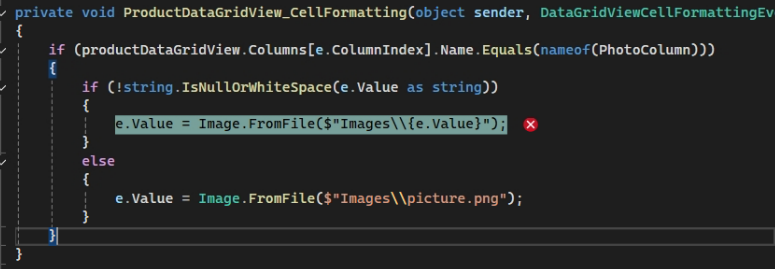 private void ProductDataGridView_CellFormatting(object sender, DataGridViewCellFormattingEv
{
if (productDataGridView.Columns[e.ColumnIndex].Name.Equals(nameof(PhotoColumn)))
{
if (!string.IsNullOrWhiteSpace(e.Value as string))
{
e.Value = Image.FromFile($"Images\\{e.Value}");
}
else
{
e.Value = Image.FromFile($"Images\\picture.png");
}
}
}